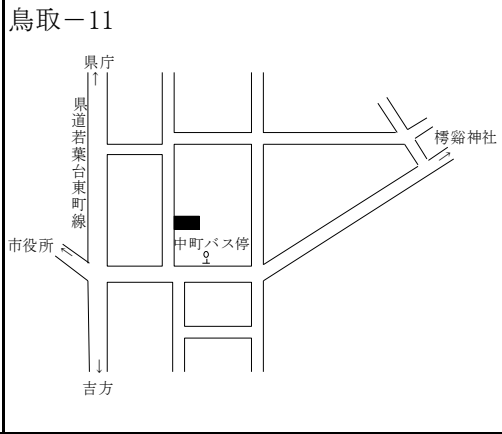 鳥取－11
県庁
↑
県道若葉台東町線
樗谿神社
→
市役所
←
中町バス停
↓
吉方